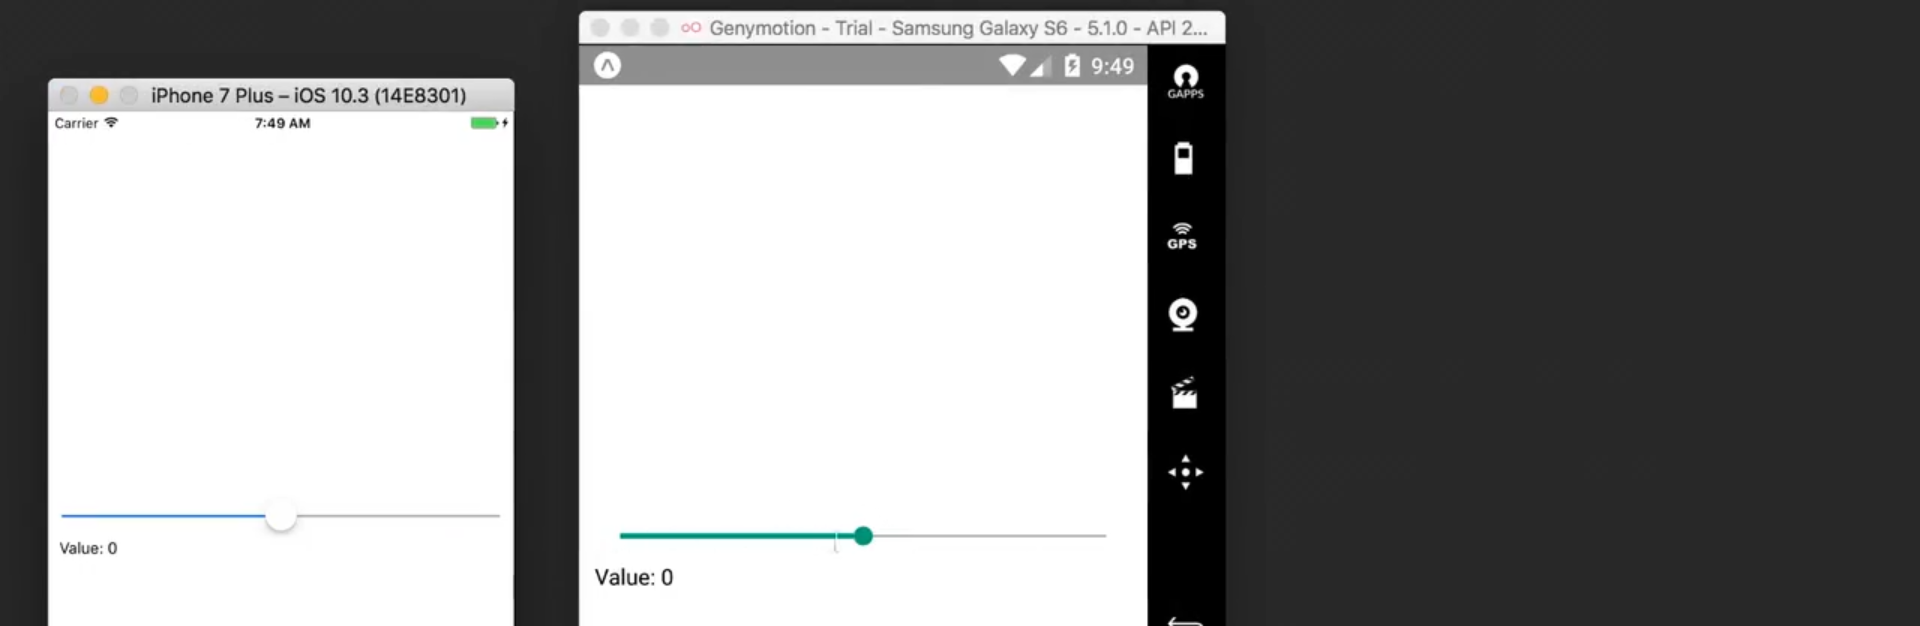 iPhone 7 Plus – iOS 10.3 (14E8301)
Carrier
7:49 AM
Value: 0
Genymotion - Trial - Samsung Galaxy S6 - 5.1.0 - API 2...
9:49
GAPPS
GPS
Value: 0